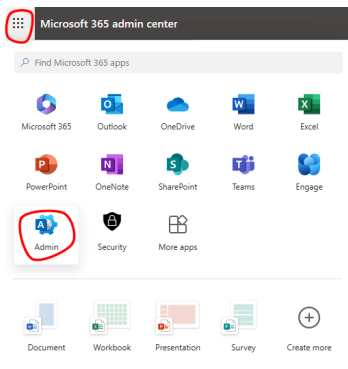 Microsoft 365 admin center
Find Microsoft 365 apps
Microsoft 365 Outlook OneDrive Word Excel
PowerPoint OneNote SharePoint Teams Engage
Admin Security More apps
Document Workbook Presentation Survey Create more